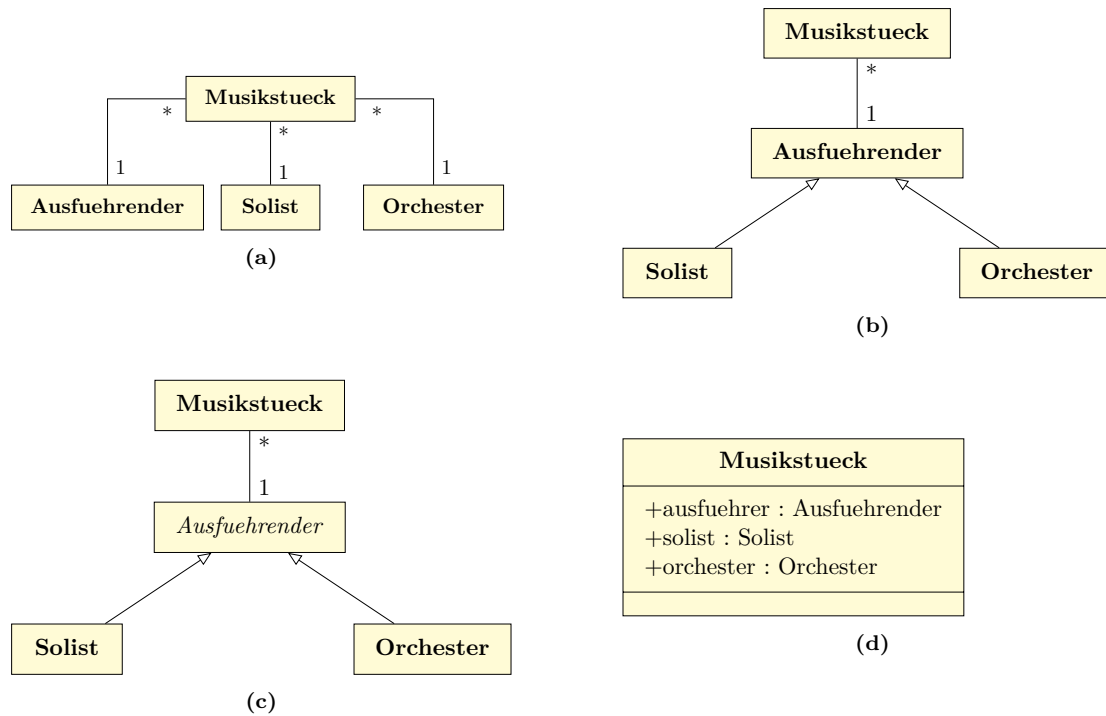 Musikstueck
* * *
1 1 1
Ausfuehrender Solist Orchester
(a)
Musikstueck
*
1
Ausfuehrender
Solist Orchester
(b)
Musikstueck
*
1
Ausfuehrender
Solist Orchester
(c)
Musikstueck
+ausfuehrer : Ausfuehrender
+solist : Solist
+orchester : Orchester
(d)